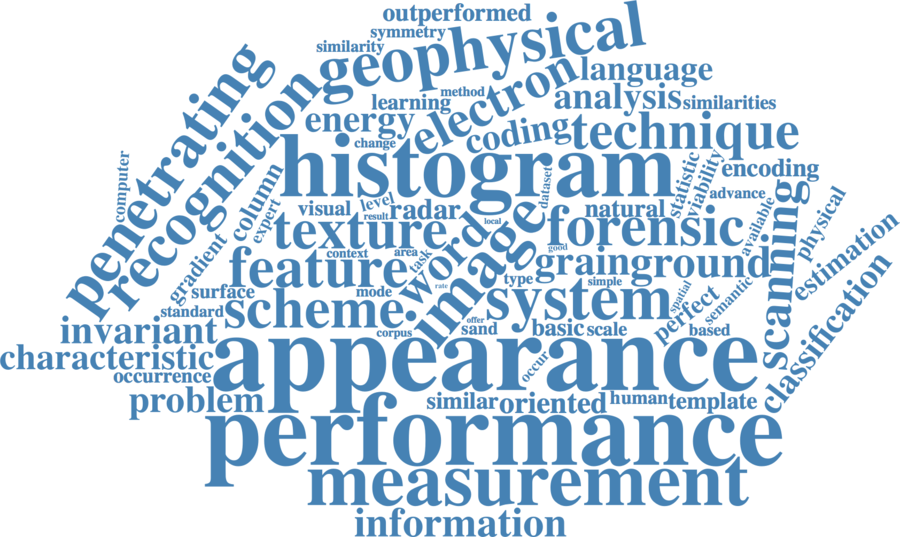 outperformed
symmetry
similarity
geophysical
penetrating
recognition
electron
language
method
learning
analysis
similarities
energy
coding
technique
change
histogram
computer
column
expert
dataset
statistic
viability
encoding
advance
visual
level
result
radar
local
natural
texture
word
image
forensic
good
available
scanning
physical
gradient
context
area
task
feature
grain
ground
estimation
surface
mode
rate
type
simple
spatial
semantic
standard
scheme
system
perfect
classification
invariant
corpus
offer
sand
basic
scale
based
characteristic
appearance
occurrence
occur
problem
similar
oriented
human
template
performance
measurement
information